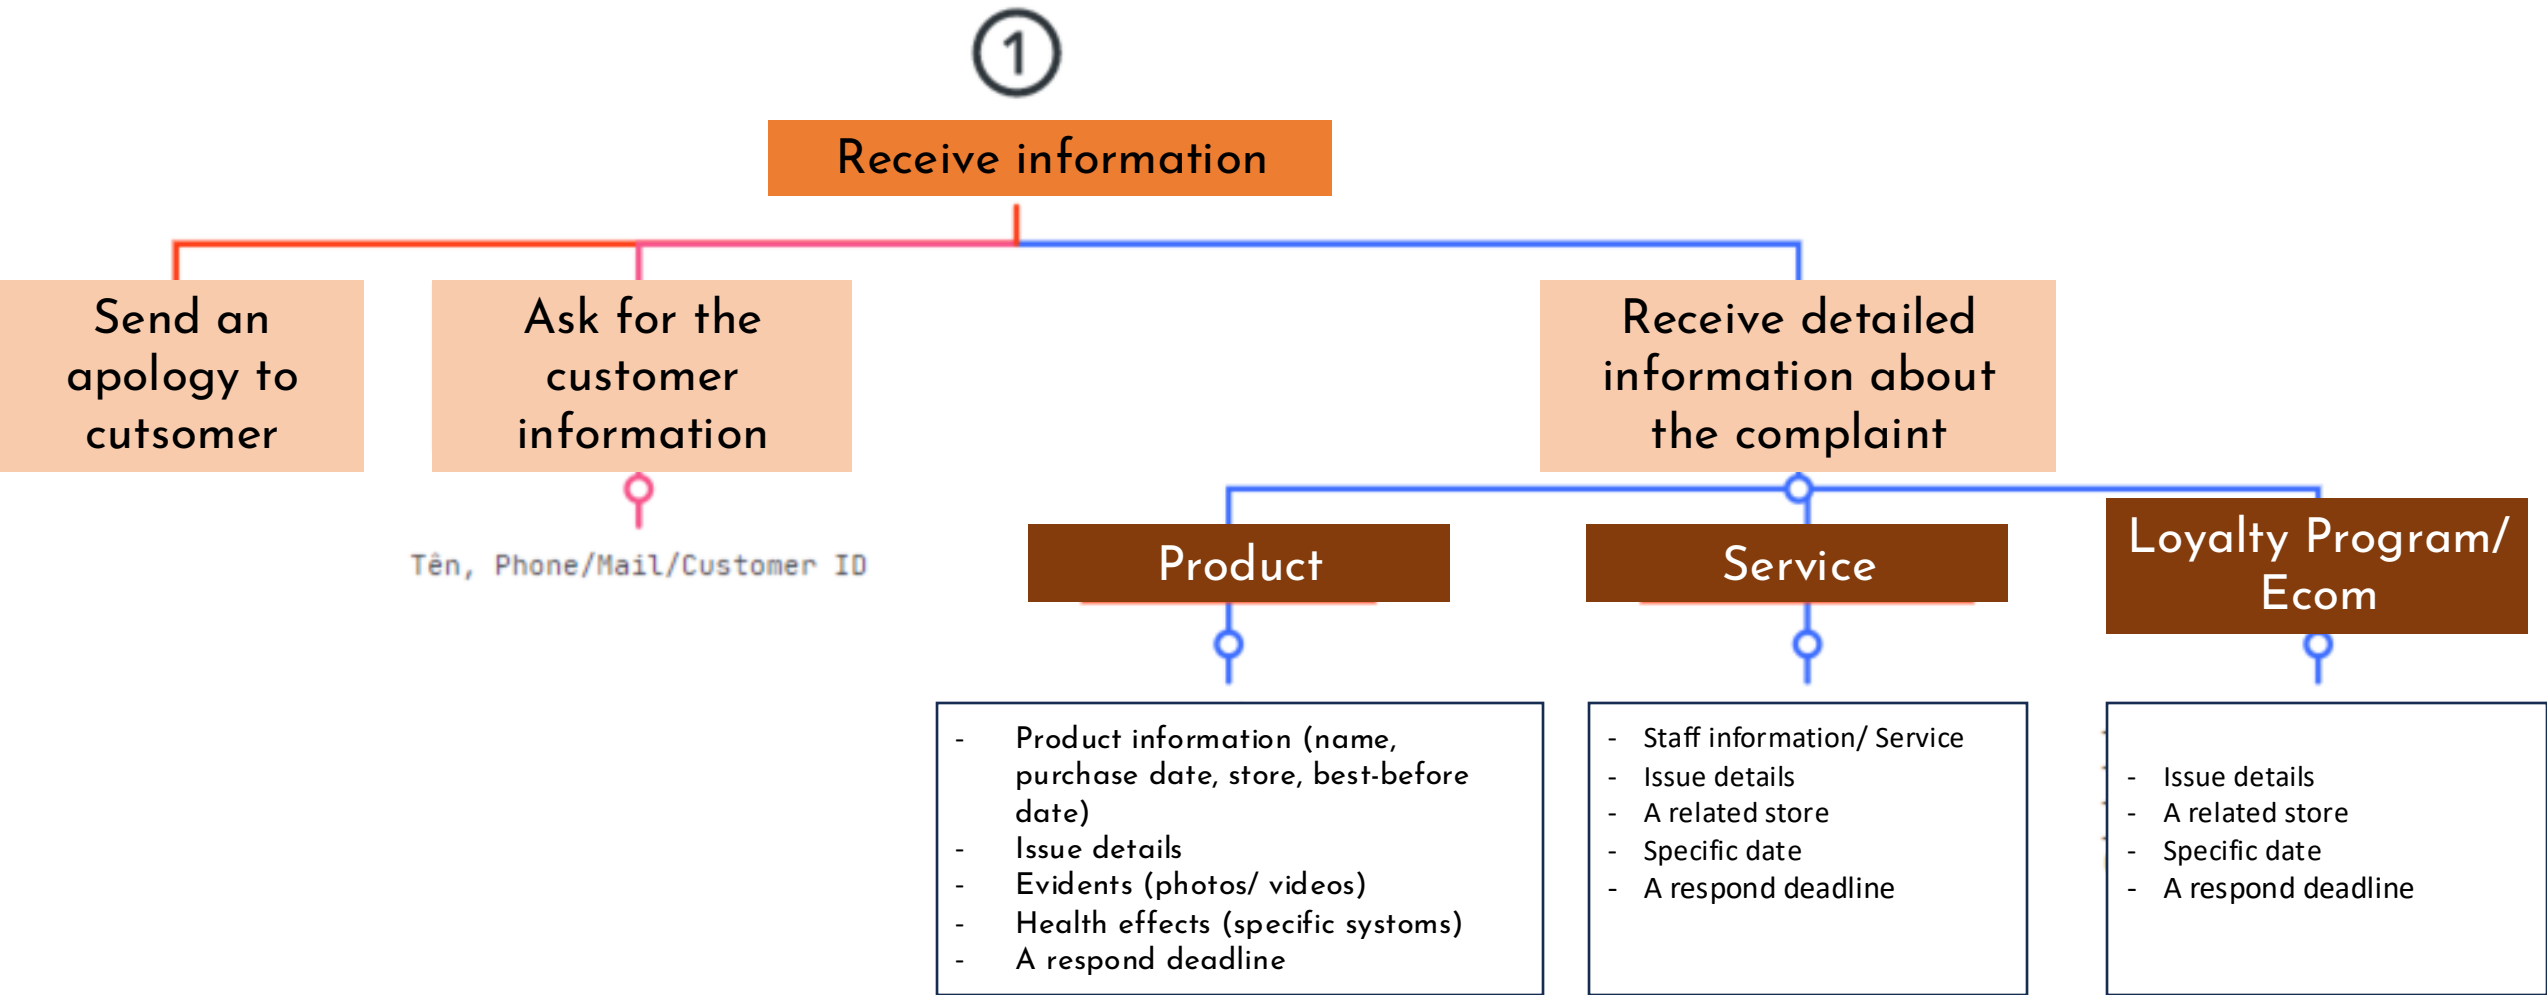 1
Receive information
Send an
apology to
cutsomer
Ask for the
customer
information
Tên, Phone/Mail/Customer ID
Receive detailed
information about
the complaint
Product
- Product information (name,
purchase date, store, best-before
date)
- Issue details
- Evidents (photos/ videos)
- Health effects (specific systoms)
- A respond deadline
Service
- Staff information/ Service
- Issue details
- A related store
- Specific date
- A respond deadline
Loyalty Program/
Ecom
- Issue details
- A related store
- Specific date
- A respond deadline